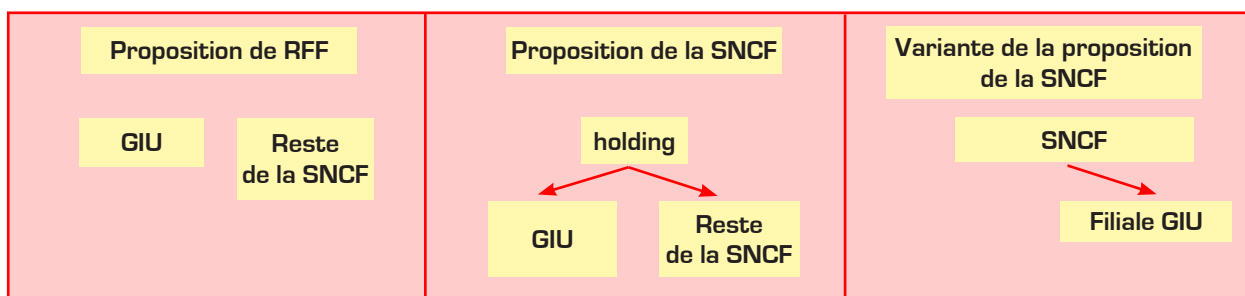 Proposition de RFF
GIU
Reste
de la SNCF
Proposition de la SNCF
holding
GIU
Reste
de la SNCF
Variante de la proposition
de la SNCF
SNCF
Filiale GIU